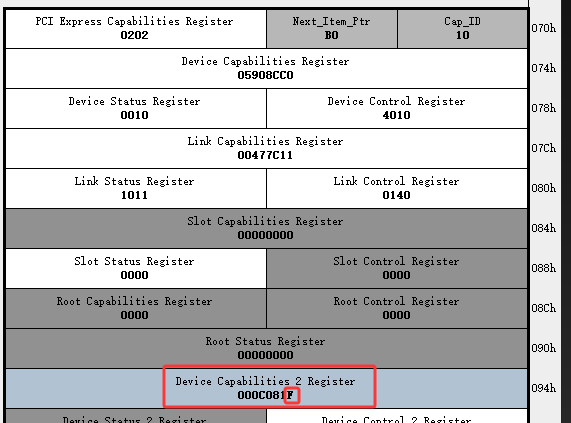 PCI Express Capabilities Register Next_Item_Ptr Cap_ID
0202 B0 10 070h
Device Capabilities Register
05908CC0 074h
Device Status Register Device Control Register
0010 4010 078h
Link Capabilities Register
00477C11 07Ch
Link Status Register Link Control Register
1011 0140 080h
Slot Capabilities Register
00000000 084h
Slot Status Register Slot Control Register
0000 0000 088h
Root Capabilities Register Root Control Register
0000 0000 08Ch
Root Status Register
00000000 090h
Device Capabilities 2 Register
000C081F 094h
Device Status 2 Register Device Control 2 Register